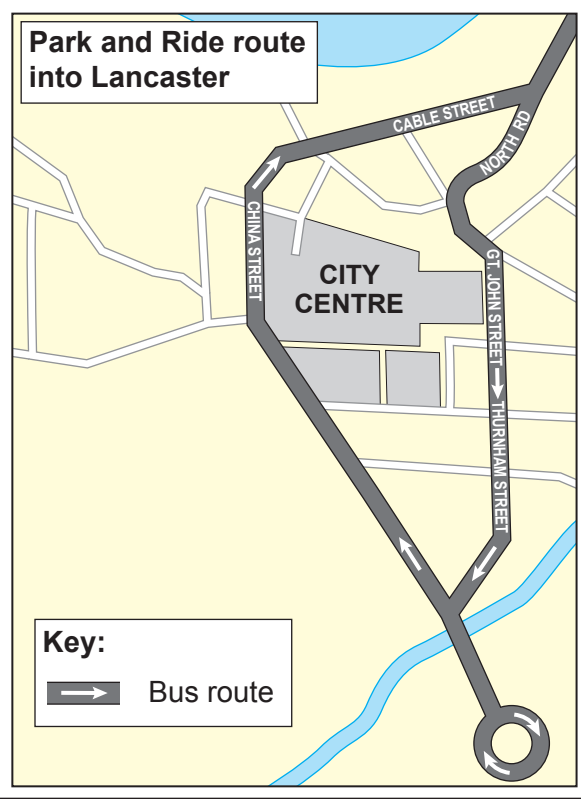 Park and Ride route
into Lancaster
CABLE STREET
NORTH RD
CHINA STREET
CITY
CENTRE
GT. JOHN STREET
THURNHAM STREET
Key:
Bus route